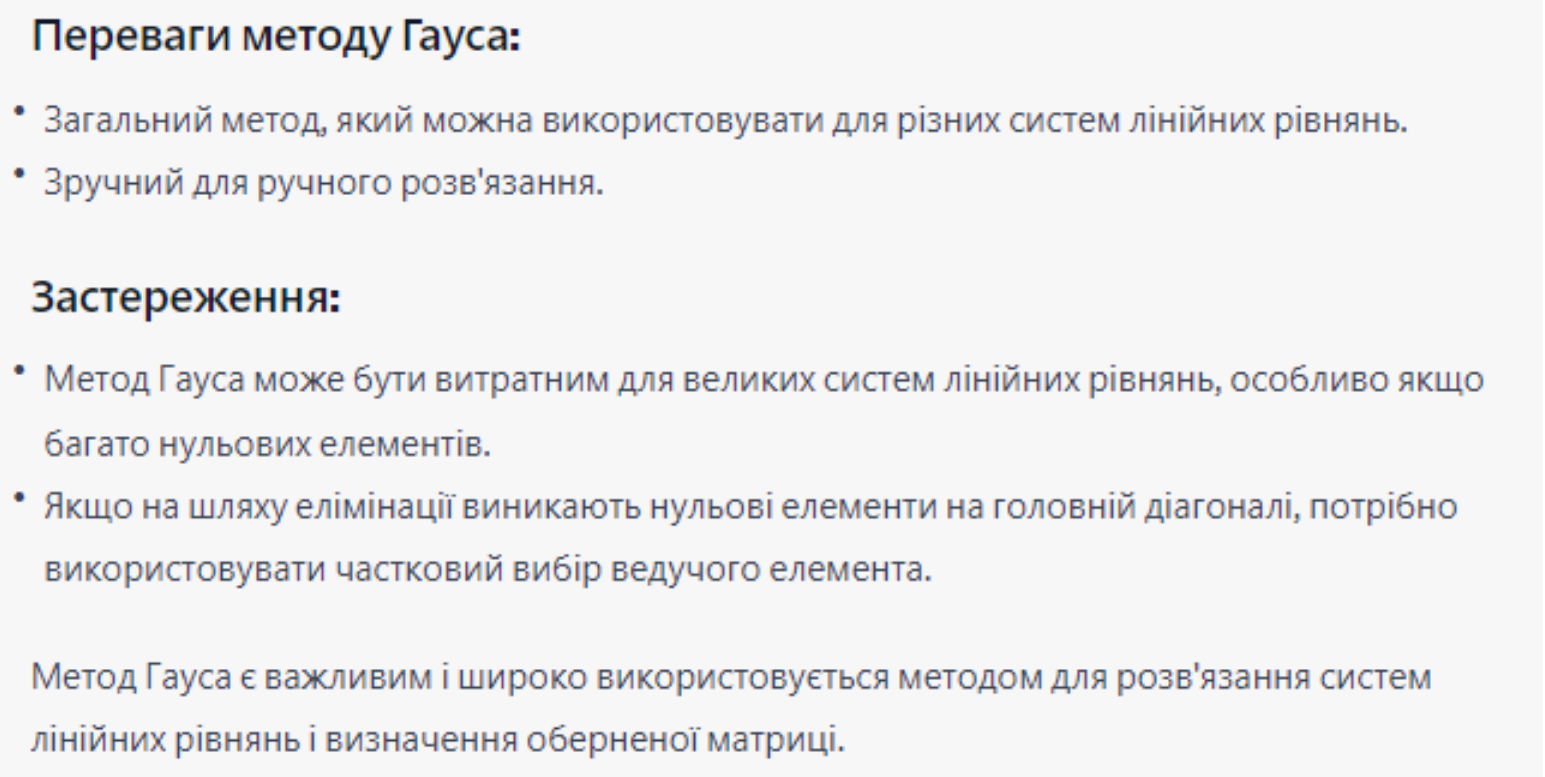 Переваги методу Гауса:
• Загальний метод, який можна використовувати для різних систем лінійних рівнянь.
• Зручний для ручного розв'язання.
Застереження:
• Метод Гауса може бути витратним для великих систем лінійних рівнянь, особливо якщо
багато нульових елементів.
• Якщо на шляху елімінації виникають нульові елементи на головній діагоналі, потрібно
використовувати частковий вибір ведучого елемента.
Метод Гауса є важливим і широко використовується методом для розв'язання систем
лінійних рівнянь і визначення оберненої матриці.